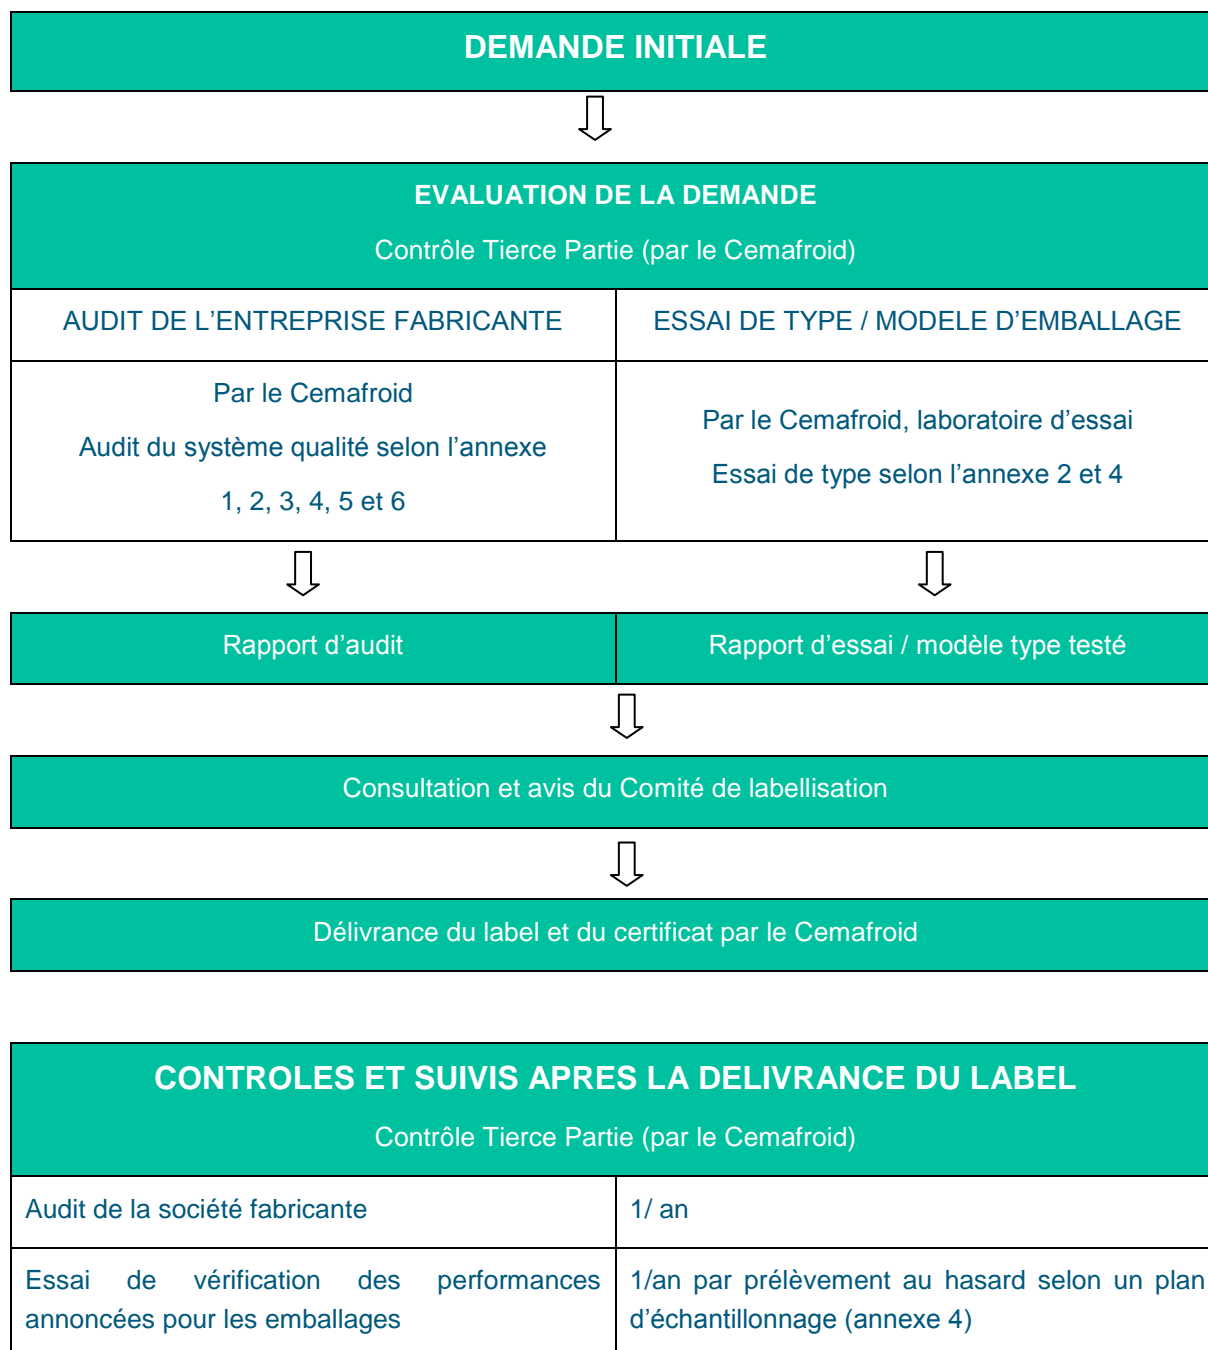 DEMANDE INITIALE
EVALUATION DE LA DEMANDE
Contrôle Tierce Partie (par le Cemafroid)
AUDIT DE L’ENTREPRISE FABRICANTE
ESSAI DE TYPE / MODELE D’EMBALLAGE
Par le Cemafroid
Audit du système qualité selon l’annexe
1, 2, 3, 4, 5 et 6
Par le Cemafroid, laboratoire d’essai
Essai de type selon l’annexe 2 et 4
Rapport d’audit
Rapport d’essai / modèle type testé
Consultation et avis du Comité de labellisation
Délivrance du label et du certificat par le Cemafroid
CONTROLES ET SUIVIS APRES LA DELIVRANCE DU LABEL
Contrôle Tierce Partie (par le Cemafroid)
Audit de la société fabricante
1/ an
Essai de vérification des performances
annoncées pour les emballages
1/an par prélèvement au hasard selon un plan
d’échantillonnage (annexe 4)